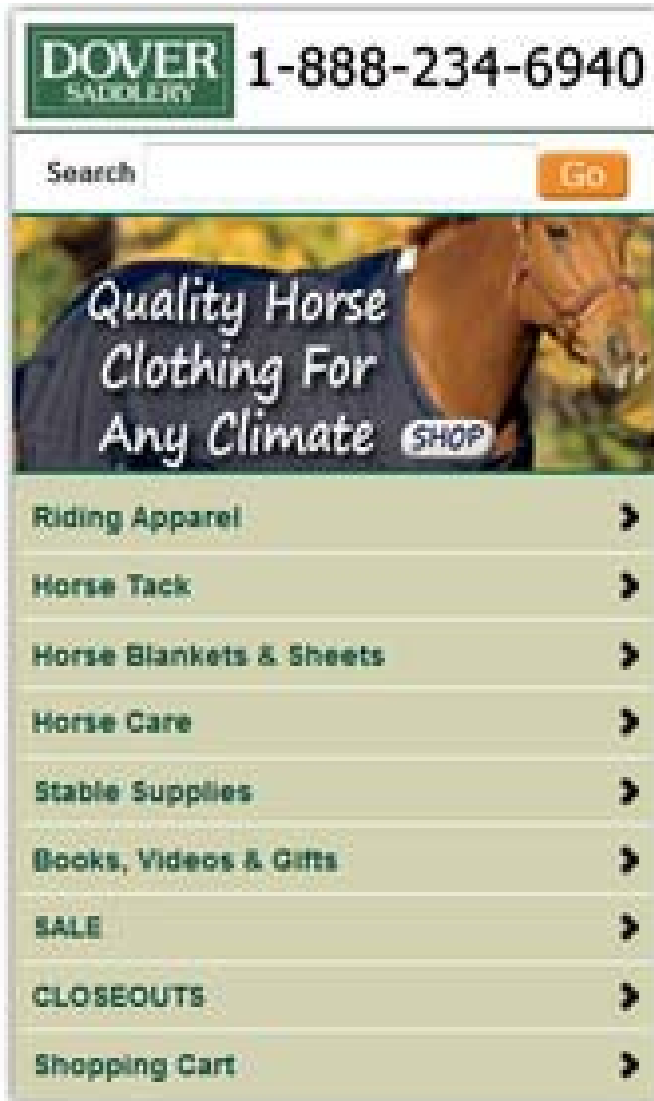 DOVER
SADDLERY
1-888-234-6940
Search
Go
Quality Horse
Clothing For
Any Climate SHOP
Riding Apparel
Horse Tack
Horse Blankets & Sheets
Horse Care
Stable Supplies
Books, Videos & Gifts
SALE
CLOSEOUTS
Shopping Cart